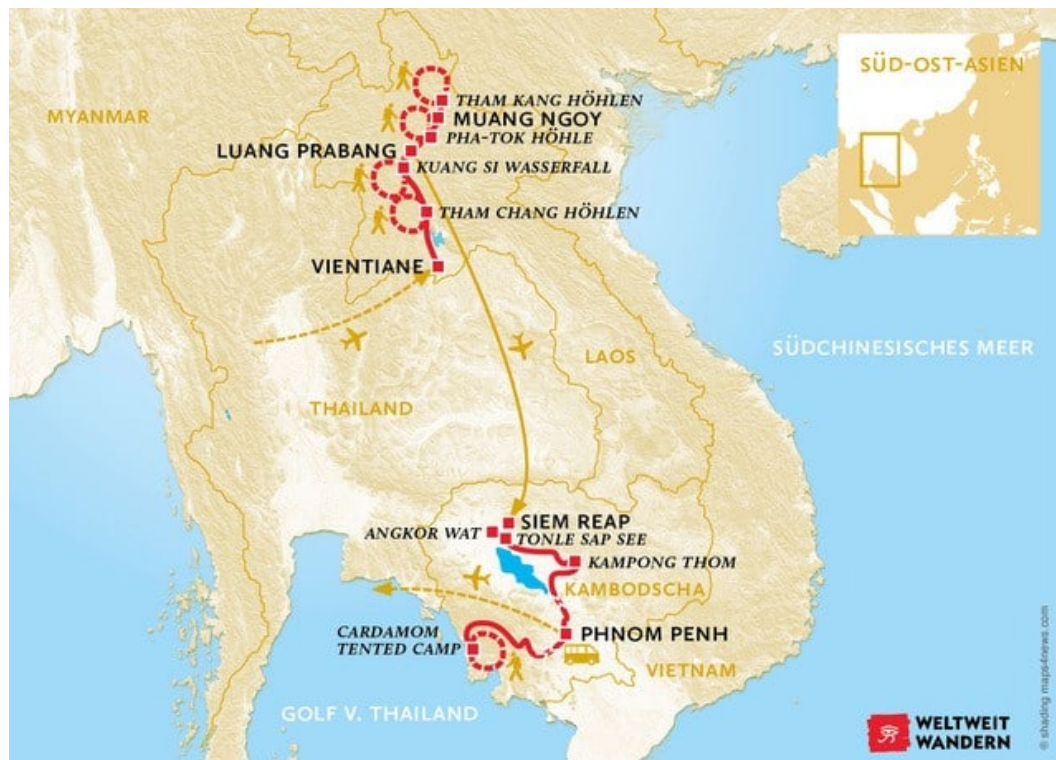 SÜD-OST-ASIEN
MYANMAR
THAM KANG HÖHLEN
MUANG NGOY
PHA-TOK HÖHLE
LUANG PRABANG
KUANG SI WASSERFALL
THAM CHANG HÖHLEN
VIENTIANE
SÜDCHINESISCHES MEER
LAOS
THAILAND
SIEM REAP
ANGKOR WAT
TONLE SAP SEE
KAMPONG THOM
KAMBODSCHA
CARDAMOM
TENTED CAMP
PHNOM PENH
VIETNAM
GOLF V. THAILAND
WELTWEIT
WANDERN
© shading maps4news.com